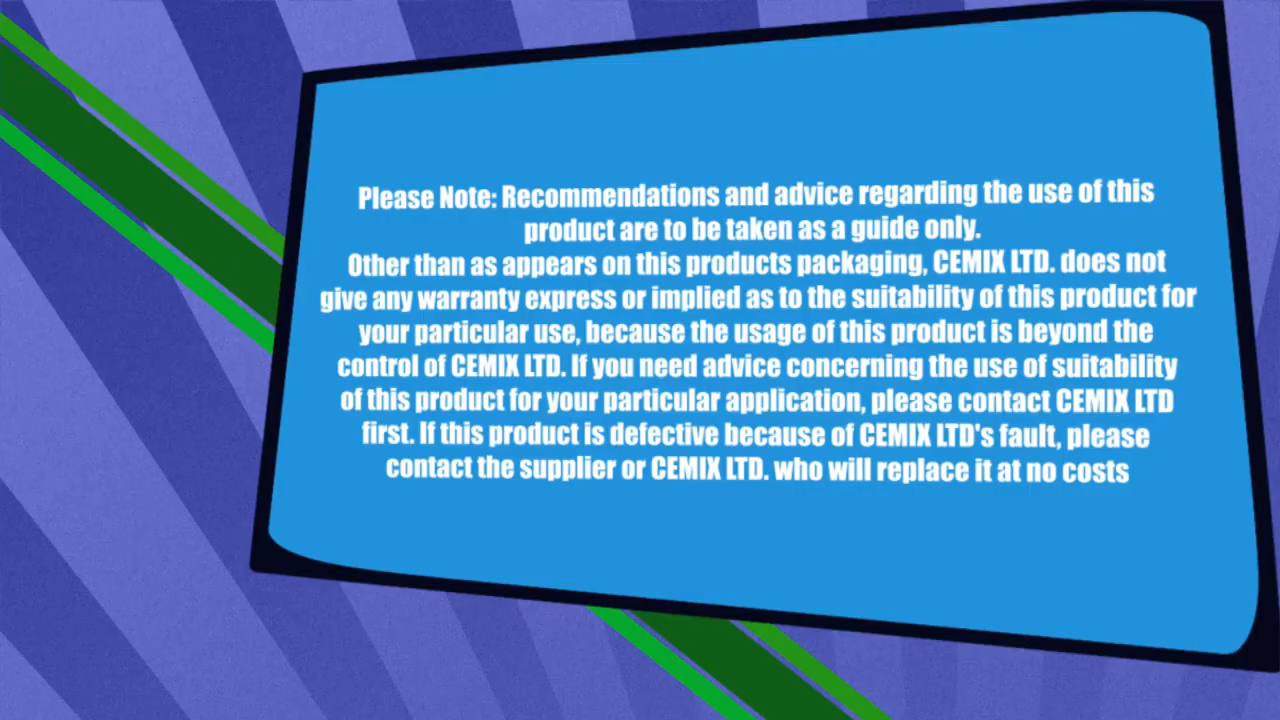 Please Note: Recommendations and advice regarding the use of this
product are to be taken as a guide only.
Other than as appears on this products packaging, CEMIX LTD. does not
give any warranty express or implied as to the suitability of this product for
your particular use, because the usage of this product is beyond the
control of CEMIX LTD. If you need advice concerning the use of suitability
of this product for your particular application, please contact CEMIX LTD
first. If this product is defective because of CEMIX LTD's fault, please
contact the supplier or CEMIX LTD. who will replace it at no costs